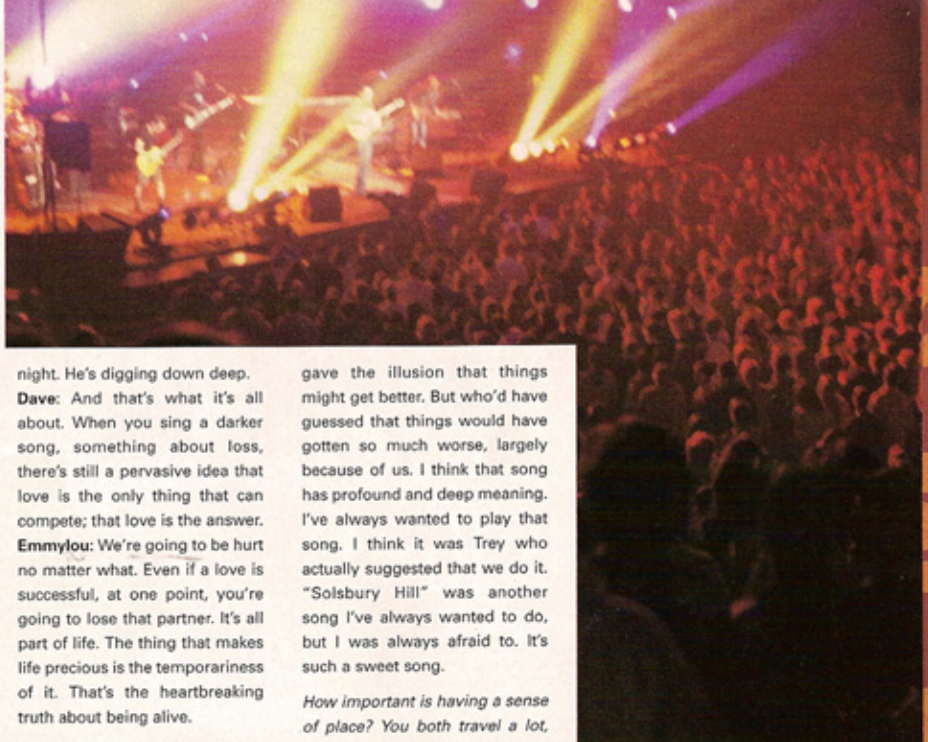 night. He's digging down deep.
Dave: And that's what it's all
about. When you sing a darker
song, something about loss,
there's still a pervasive idea that
love is the only thing that can
compete; that love is the answer.
Emmylou: We're going to be hurt
no matter what. Even if a love is
successful, at one point, you're
going to lose that partner. It's all
part of life. The thing that makes
life precious is the temporariness
of it. That's the heartbreaking
truth about being alive.
gave the illusion that things
might get better. But who'd have
guessed that things would have
gotten so much worse, largely
because of us. I think that song
has profound and deep meaning.
I've always wanted to play that
song. I think it was Trey who
actually suggested that we do it.
"Solsbury Hill" was another
song I've always wanted to do,
but I was always afraid to. It's
such a sweet song.
How important is having a sense
of place? You both travel a lot,